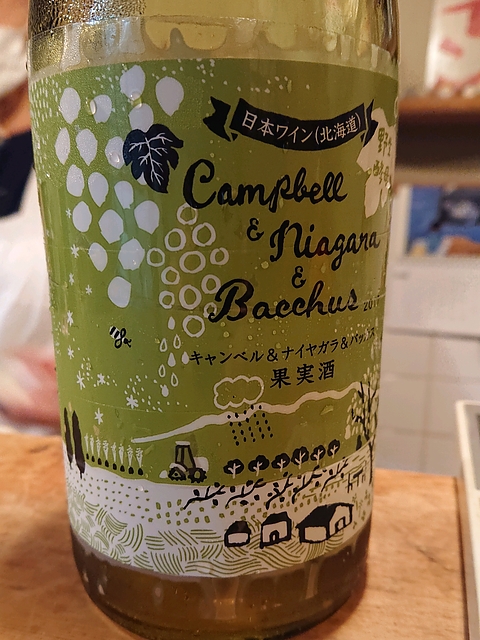 日本ワイン(北海道)
Campbell
&
Niagara
&
Bacchus
キャンベル&ナイヤガラ&バッカス
果実酒